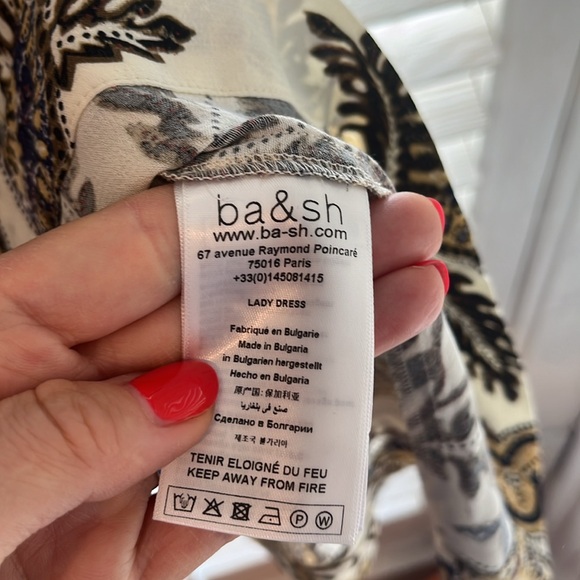 ba&sh
www.ba-sh.com
67 avenue Raymond Poincaré
75016 Paris
+33(0)145081415
LADY DRESS
Fabriqué en Bulgarie
Made in Bulgaria
in Bulgarien hergestellt
Hecho en Bulgaria
原产国: 保加利亚
صنع في بلغاريا
Сделано в Болгарии
제조국 불가리아
TENIR ELOIGNÉ DU FEU
KEEP AWAY FROM FIRE
P W